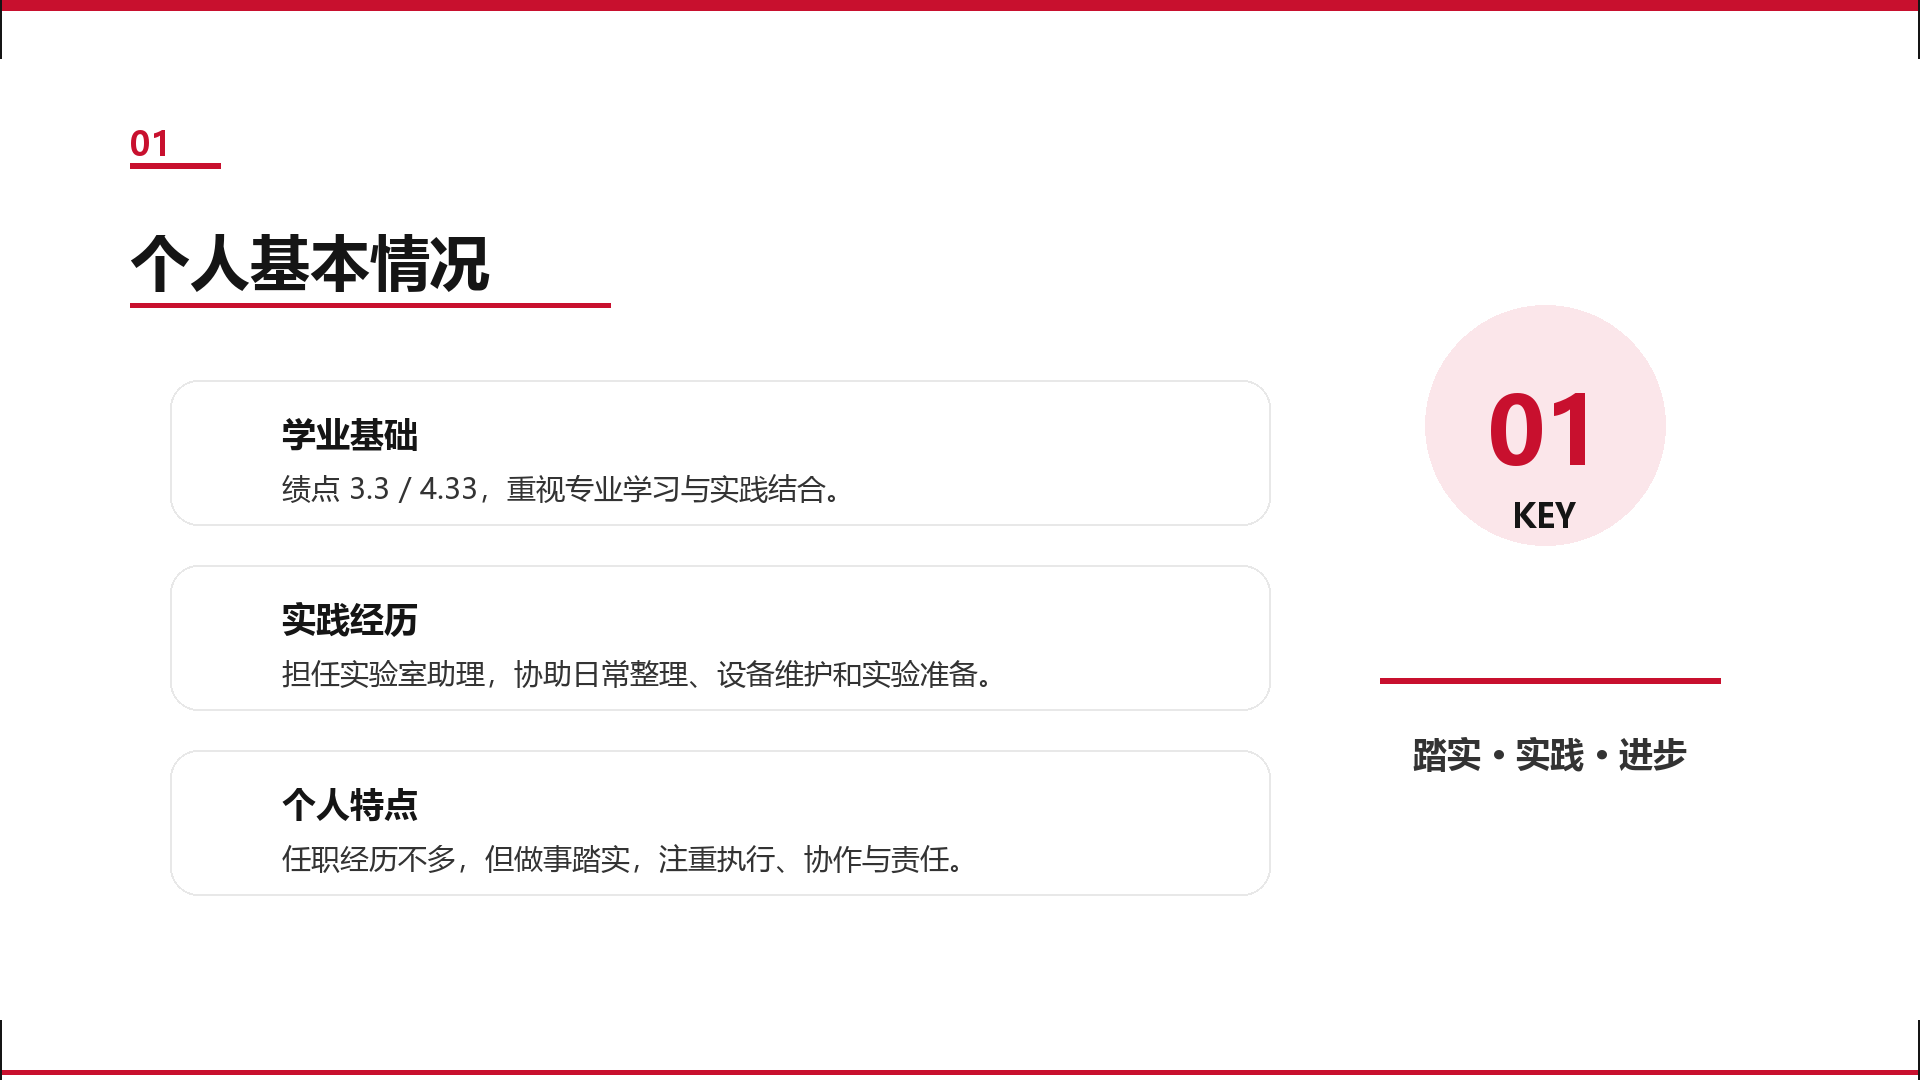 01
个人基本情况
学业基础
绩点 3.3 / 4.33，重视专业学习与实践结合。
实践经历
担任实验室助理，协助日常整理、设备维护和实验准备。
个人特点
任职经历不多，但做事踏实，注重执行、协作与责任。
01
KEY
踏实・实践・进步